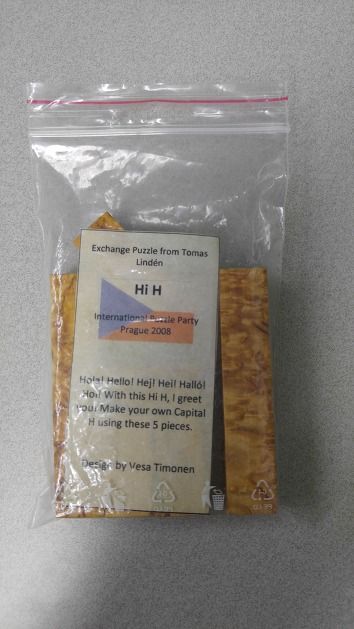 Exchange Puzzle from Tomas
Lindén
Hi H
International Puzzle Party
Prague 2008
Hola! Hello! Hej! Hei! Halló!
Hoi! With this Hi H, I greet
you! Make your own Capital
H using these 5 pieces.
Design by Vesa Timonen